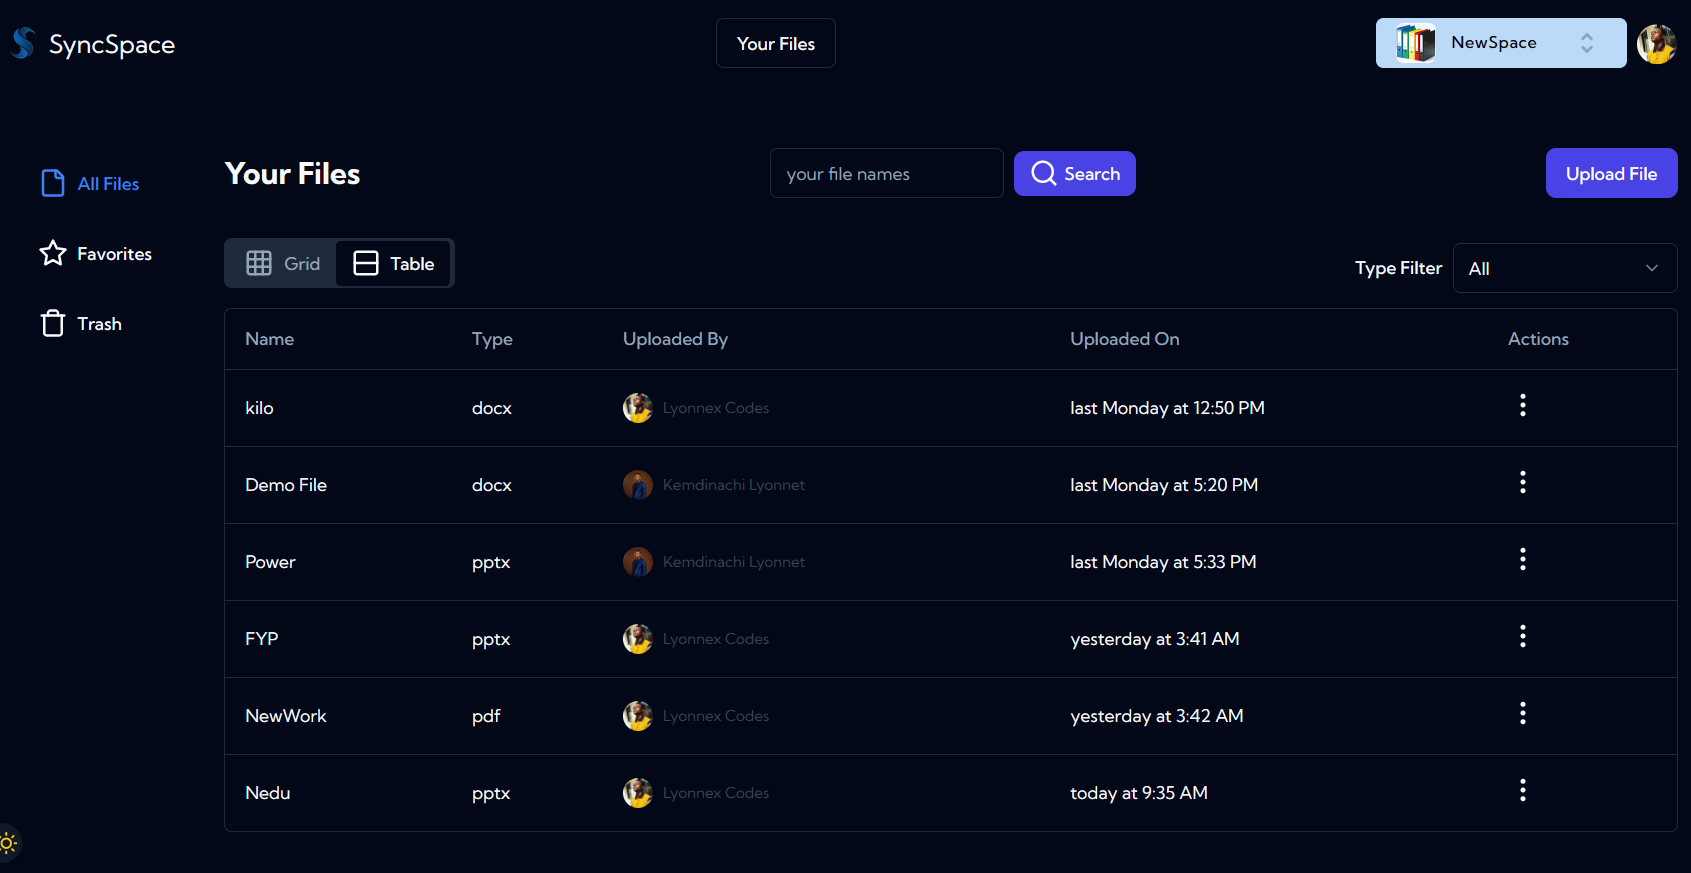 SyncSpace
Your Files
NewSpace
All Files
Favorites
Trash
Your Files
your file names
Search
Upload File
Grid
Table
Type Filter
All
Name Type Uploaded By Uploaded On Actions
kilo docx Lyonnex Codes last Monday at 12:50 PM
Demo File docx Kemdinachi Lyonnet last Monday at 5:20 PM
Power pptx Kemdinachi Lyonnet last Monday at 5:33 PM
FYP pptx Lyonnex Codes yesterday at 3:41 AM
NewWork pdf Lyonnex Codes yesterday at 3:42 AM
Nedu pptx Lyonnex Codes today at 9:35 AM